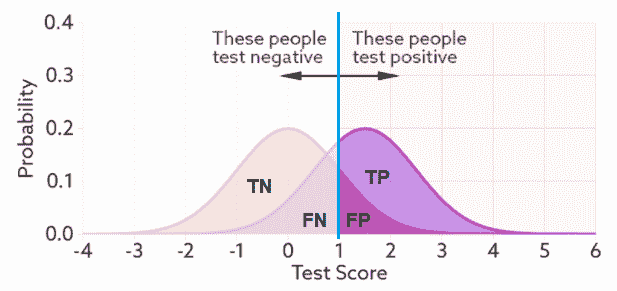 0.4
These people
test negative
These people
test positive
0.3
0.2
0.1
0.0
Probability
TN
TP
FN
FP
-4 -3 -2 -1 0 1 2 3 4 5 6
Test Score